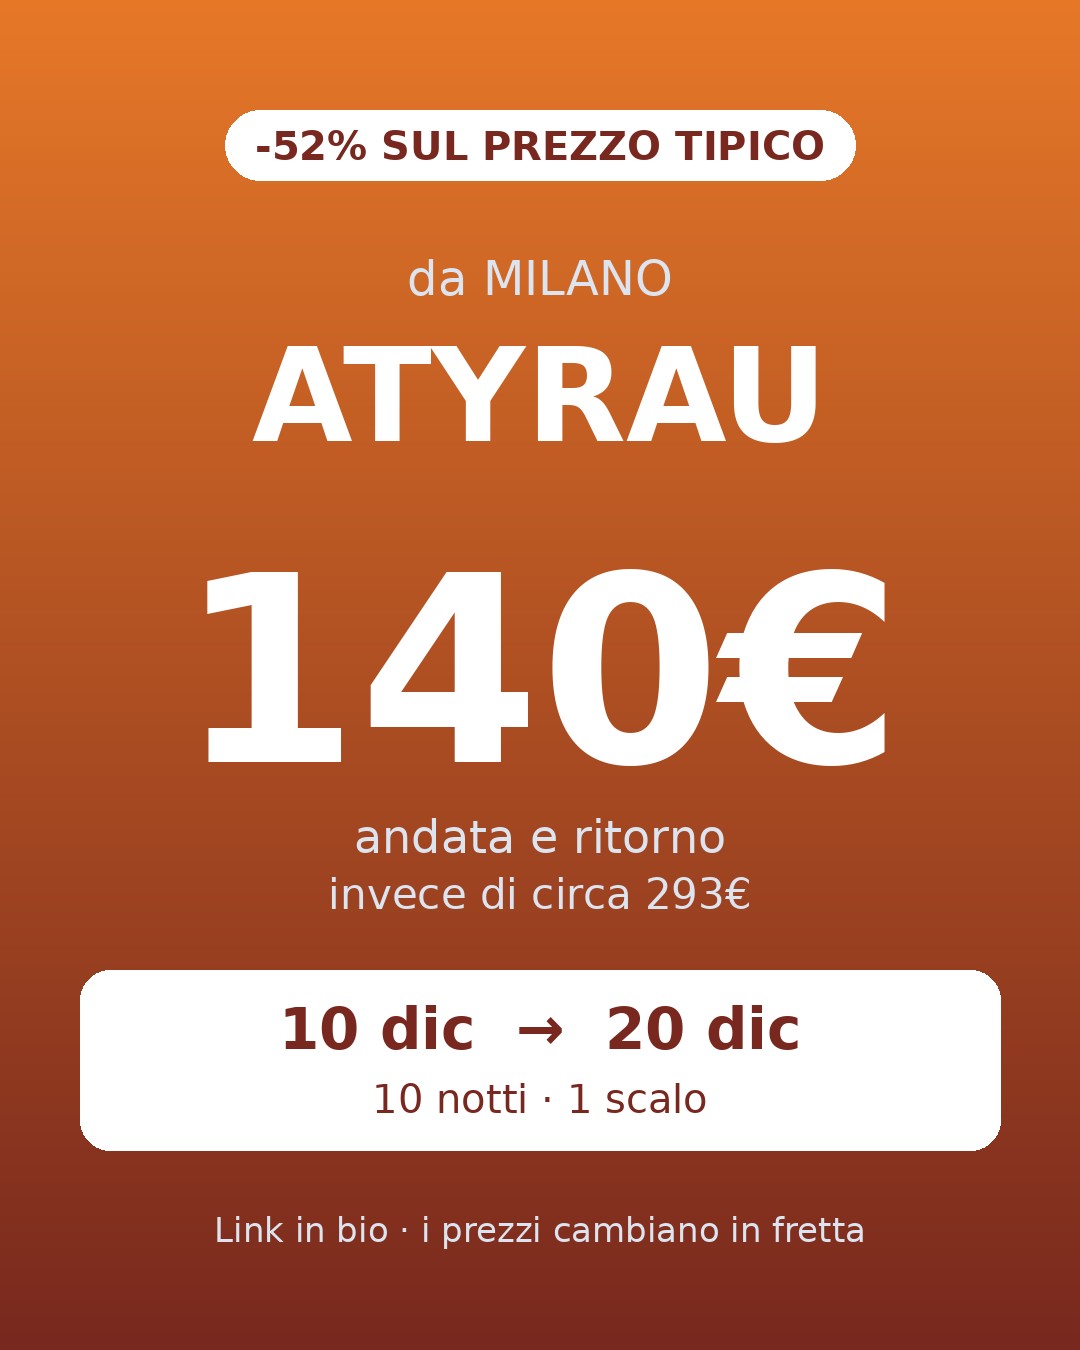 -52% SUL PREZZO TIPICO
da MILANO
ATYRAU
140€
andata e ritorno
invece di circa 293€
10 dic → 20 dic
10 notti · 1 scalo
Link in bio · i prezzi cambiano in fretta